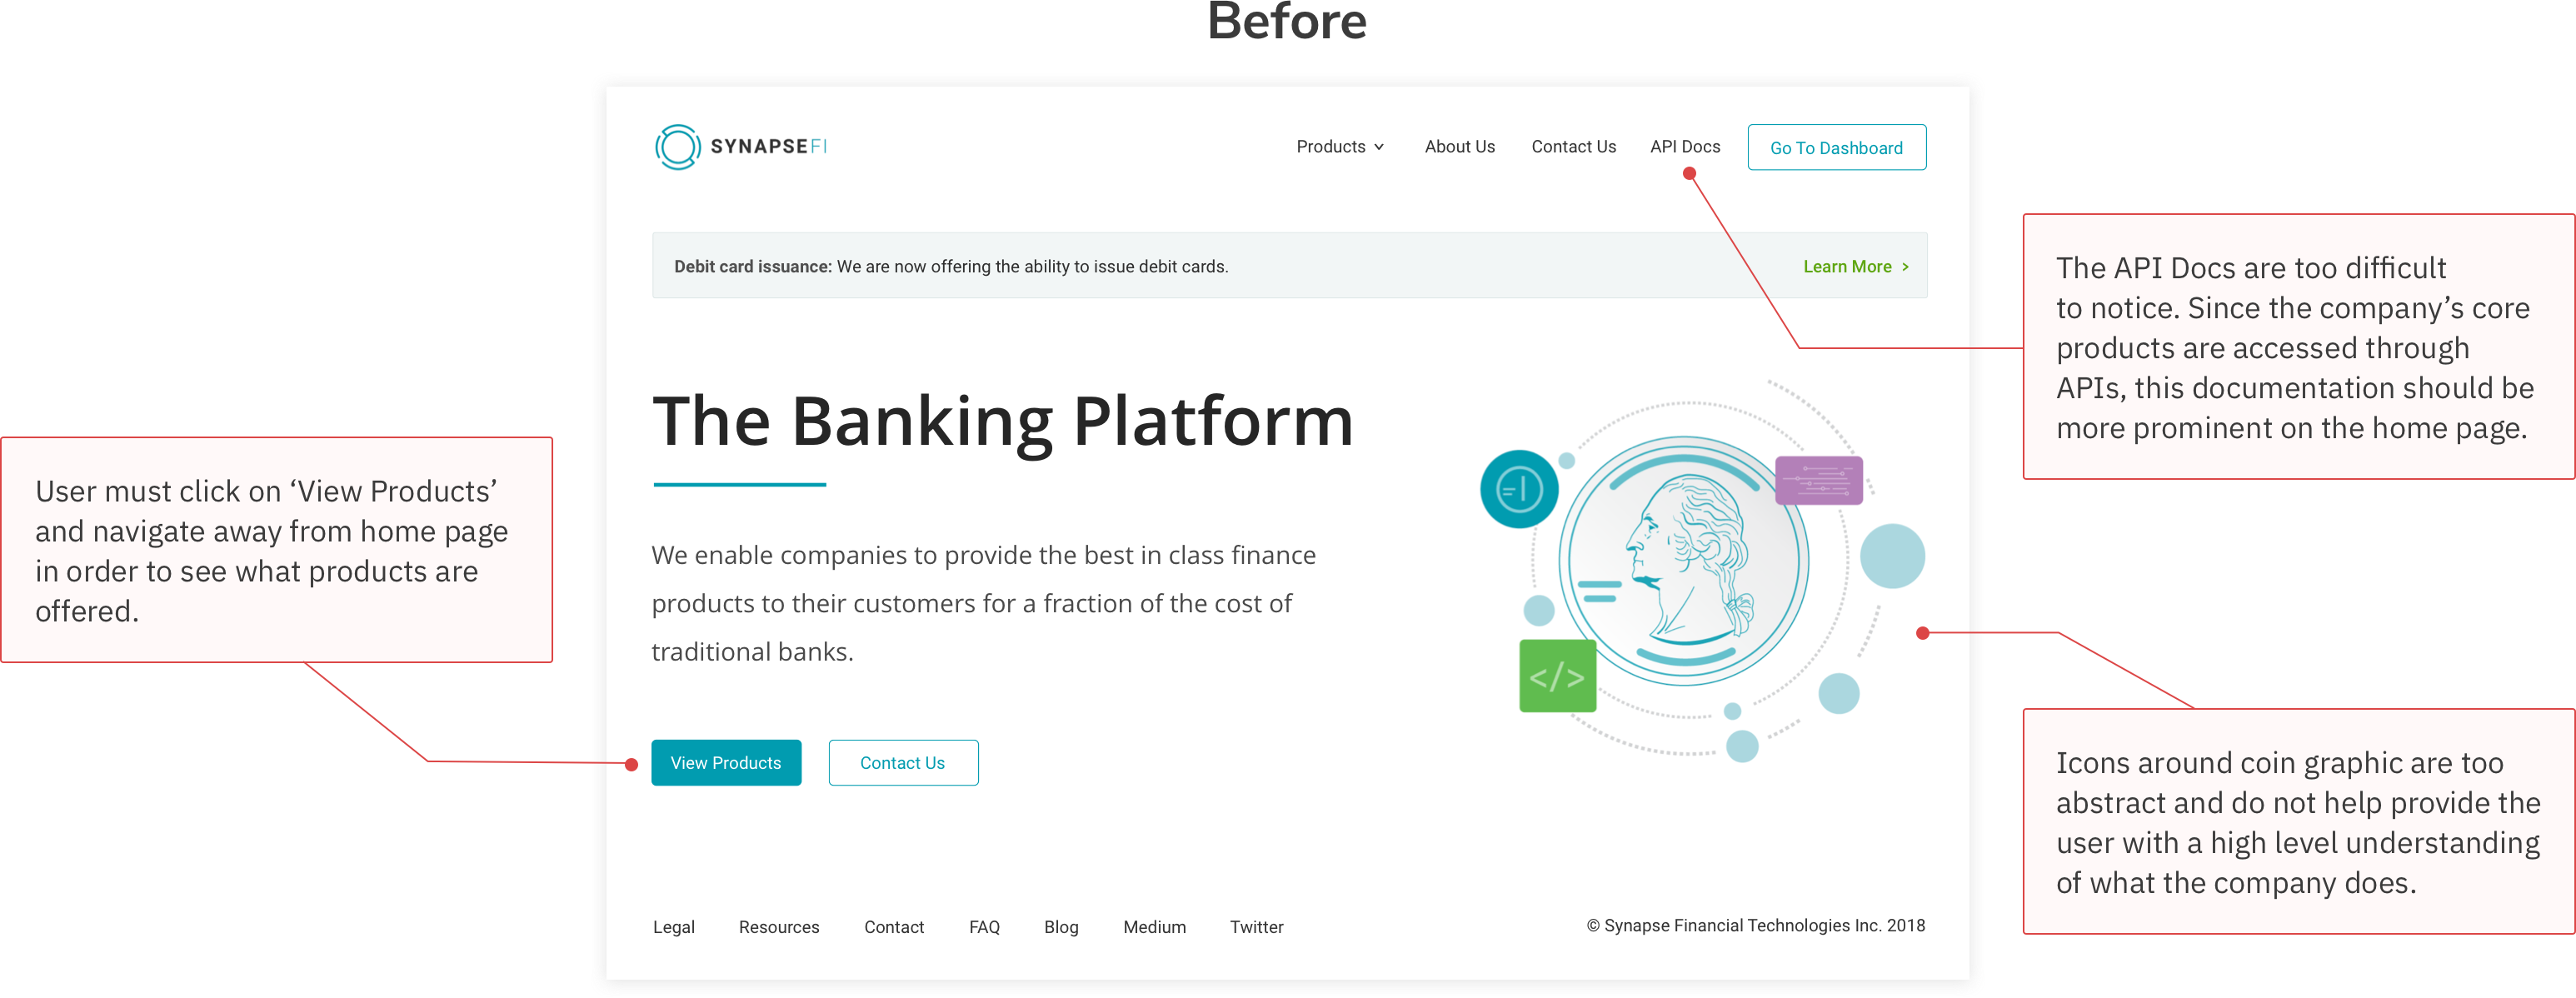 Before
SYNAPSEFI
Products
About Us
Contact Us
API Docs
Go To Dashboard
Debit card issuance: We are now offering the ability to issue debit cards.
Learn More >
The API Docs are too difficult
to notice. Since the company’s core
products are accessed through
APIs, this documentation should be
more prominent on the home page.
The Banking Platform
User must click on ‘View Products’
and navigate away from home page
in order to see what products are
offered.
We enable companies to provide the best in class finance
products to their customers for a fraction of the cost of
traditional banks.
</>
View Products
Contact Us
Icons around coin graphic are too
abstract and do not help provide the
user with a high level understanding
of what the company does.
Legal
Resources
Contact
FAQ
Blog
Medium
Twitter
© Synapse Financial Technologies Inc. 2018